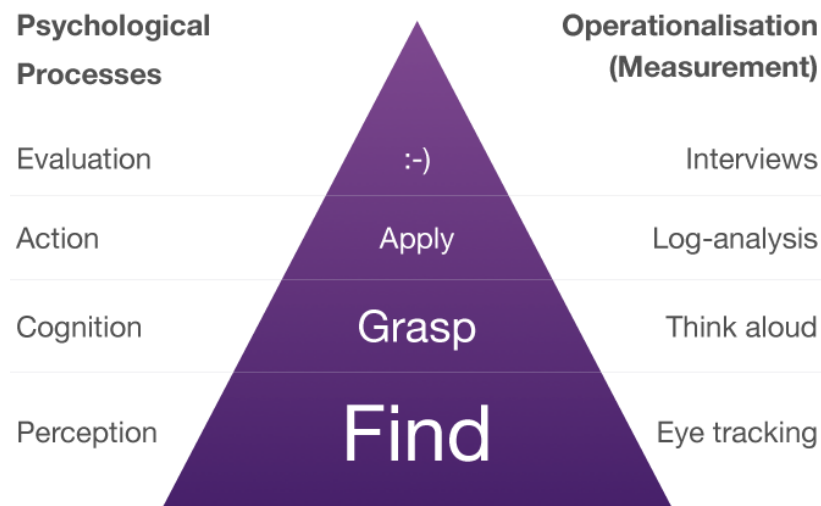 Psychological
Processes
Operationalisation
(Measurement)
Evaluation
:-)
Interviews
Action
Apply
Log-analysis
Cognition
Grasp
Think aloud
Perception
Find
Eye tracking